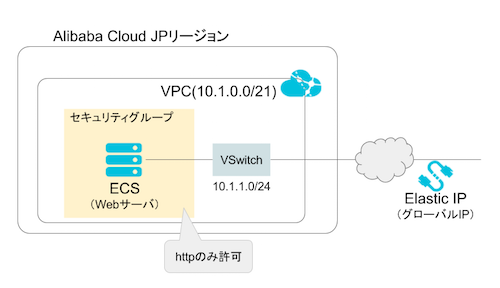 Alibaba Cloud JPリージョン
VPC(10.1.0.0/21)
セキュリティグループ
ECS
（Webサーバ）
VSwitch
10.1.1.0/24
Elastic IP
（グローバルIP）
httpのみ許可